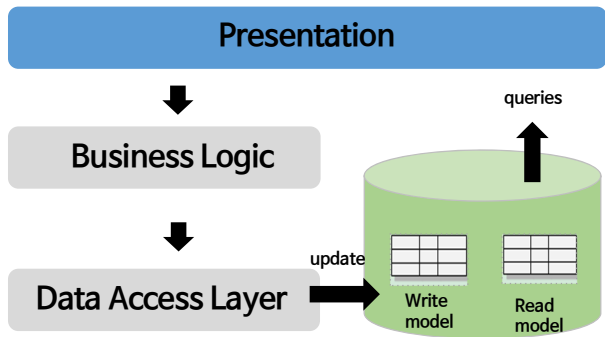 Presentation
queries
Business Logic
update
Data Access Layer
Write
model
Read
model